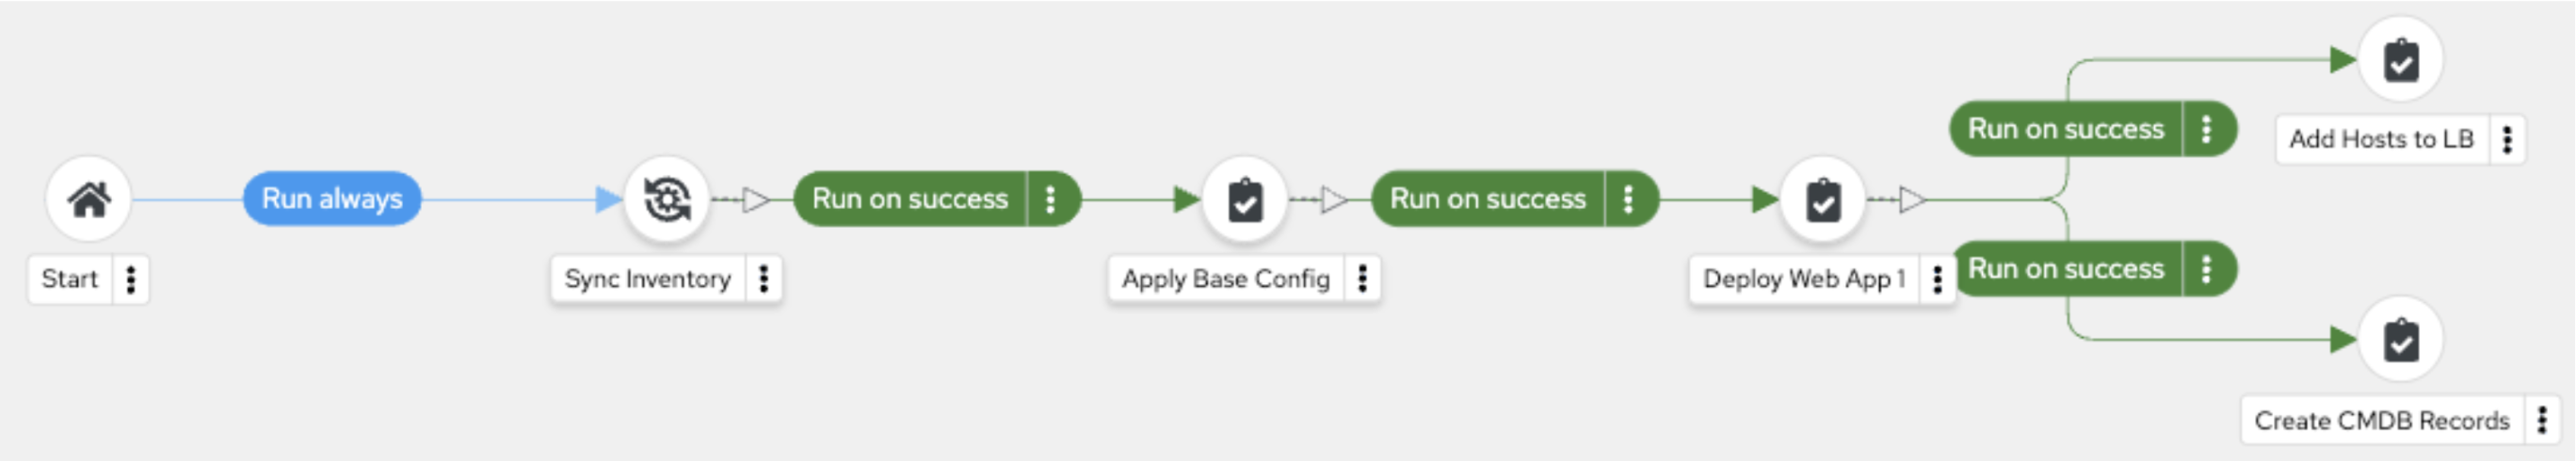 Run on success
Add Hosts to LB
Run always
Run on success
Run on success
Start
Sync Inventory
Apply Base Config
Deploy Web App 1
Run on success
Create CMDB Records